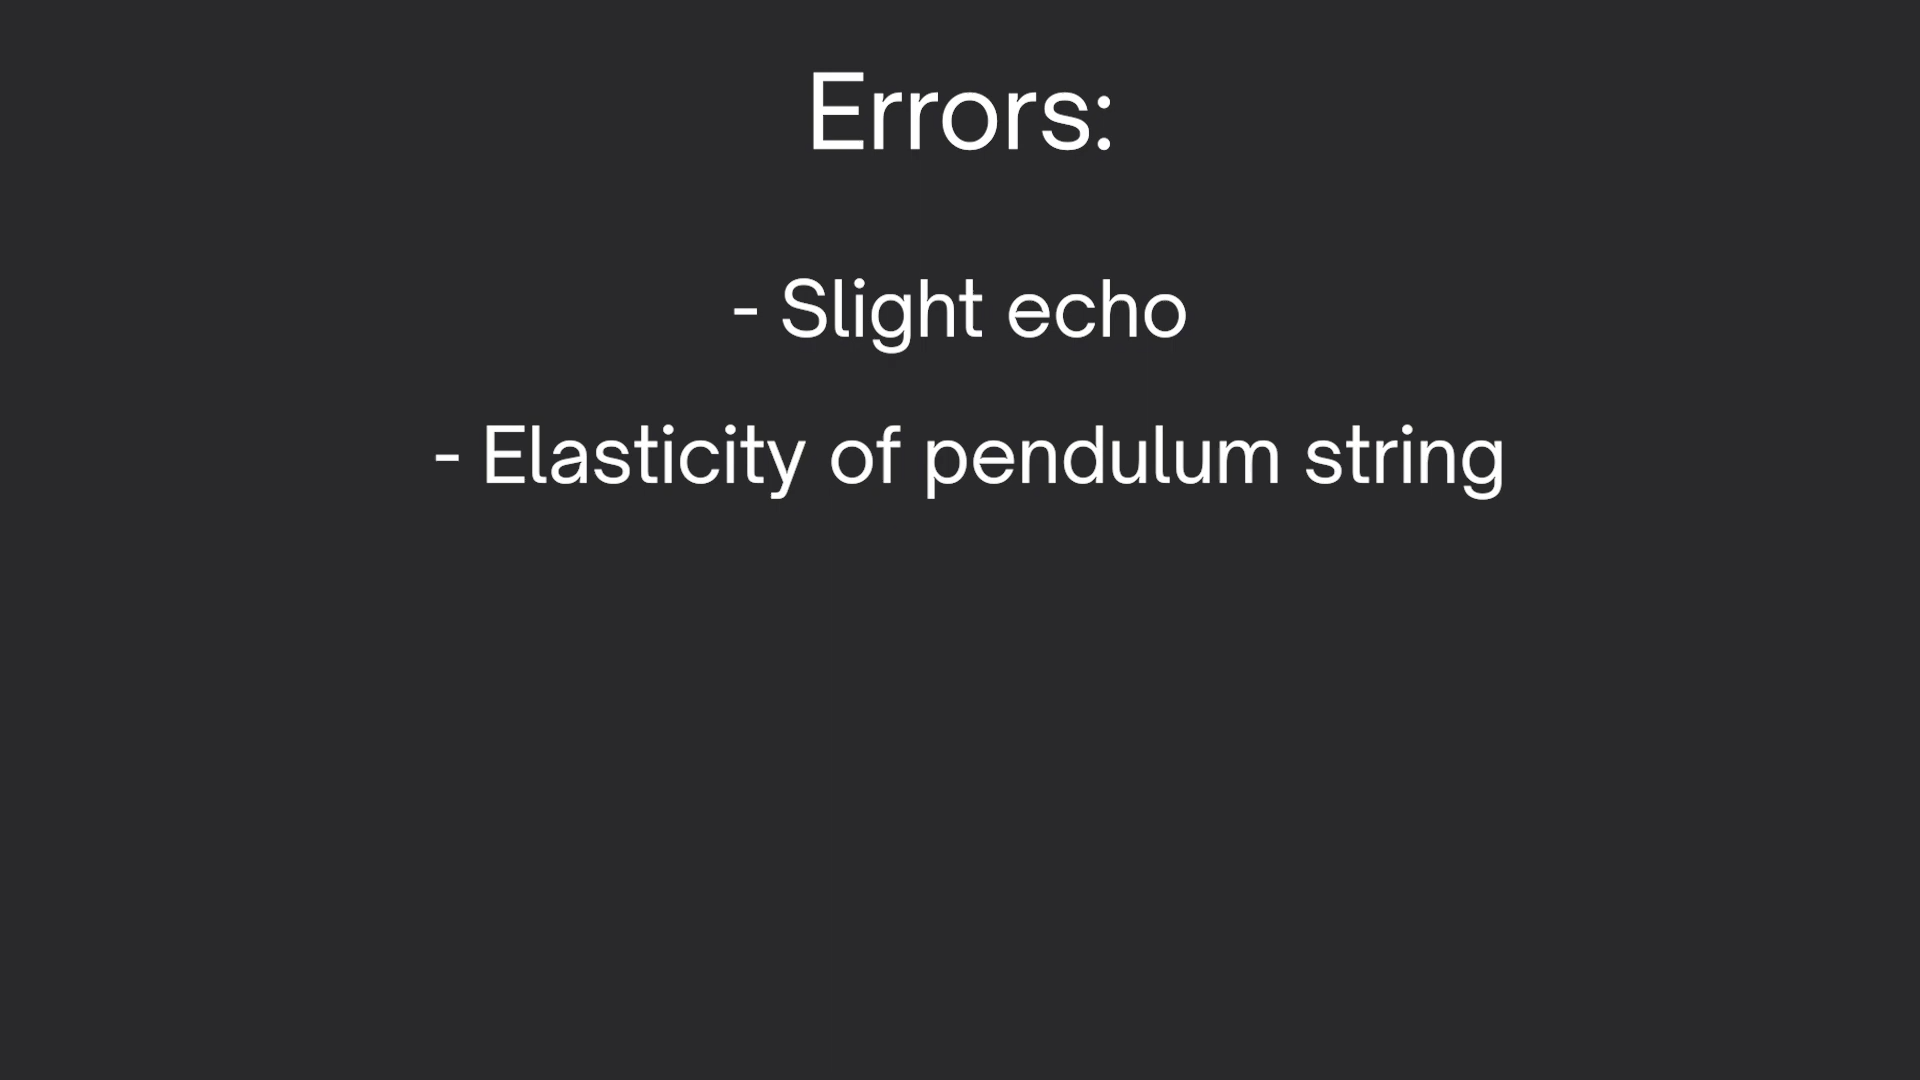 Errors:
- Slight echo
- Elasticity of pendulum string